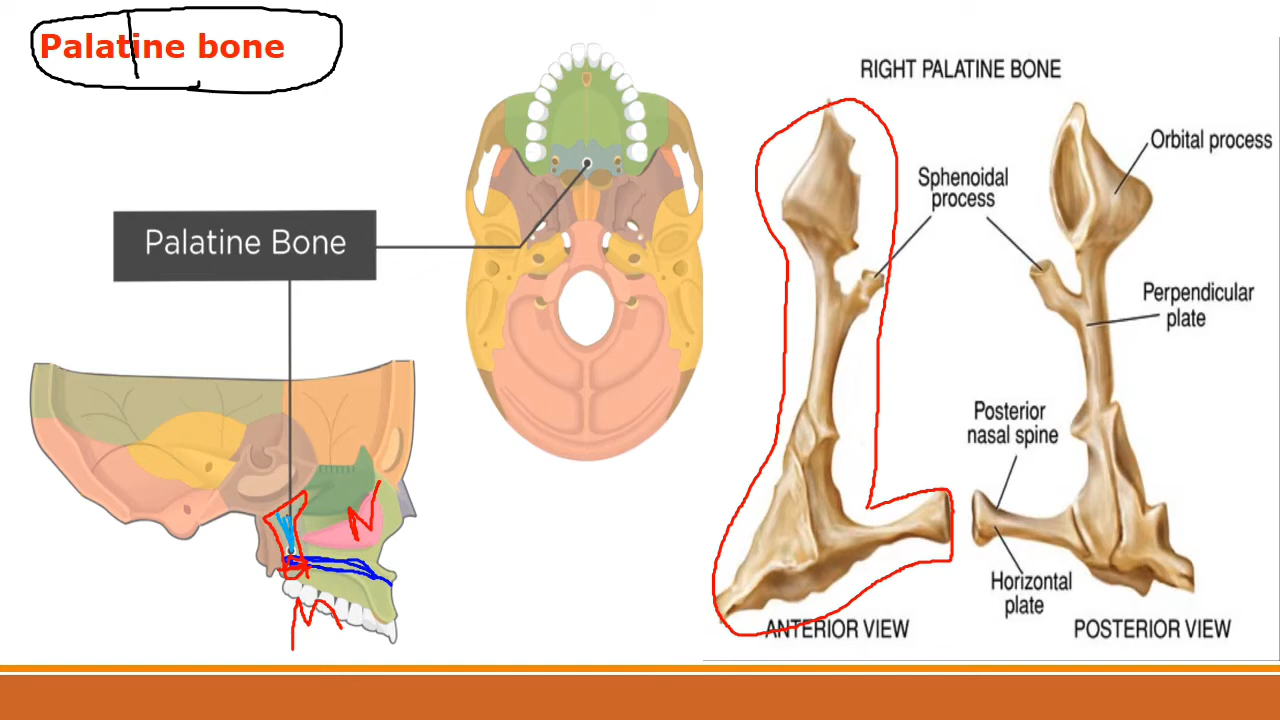 Palatine bone
RIGHT PALATINE BONE
Palatine Bone
Sphenoidal
process
Orbital process
Perpendicular
plate
Posterior
nasal spine
Horizontal
plate
ANTERIOR VIEW
POSTERIOR VIEW
N
M